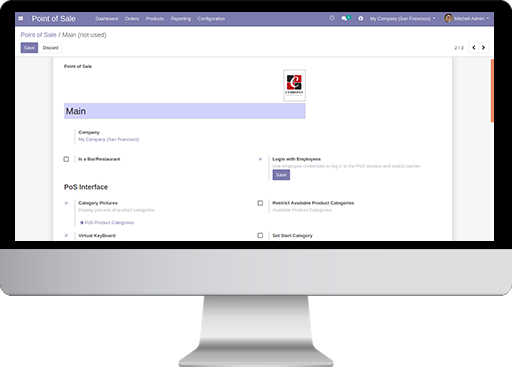 Point of Sale Dashboard Orders Products Reporting Configuration My Company (San Francisco) Mitchell Admin
Point of Sale / Main (not used)
Save Discard 2 / 3
Point of Sale
Main
Company
My Company (San Francisco)
Is a Bar/Restaurant
Login with Employees
Use employee credentials to log in to the PoS session and switch cashier
Save
PoS Interface
Category Pictures
Display pictures of product categories
PoS Product Categories
Restrict Available Product Categories
Available Product Categories
Virtual KeyBoard
Set Start Category